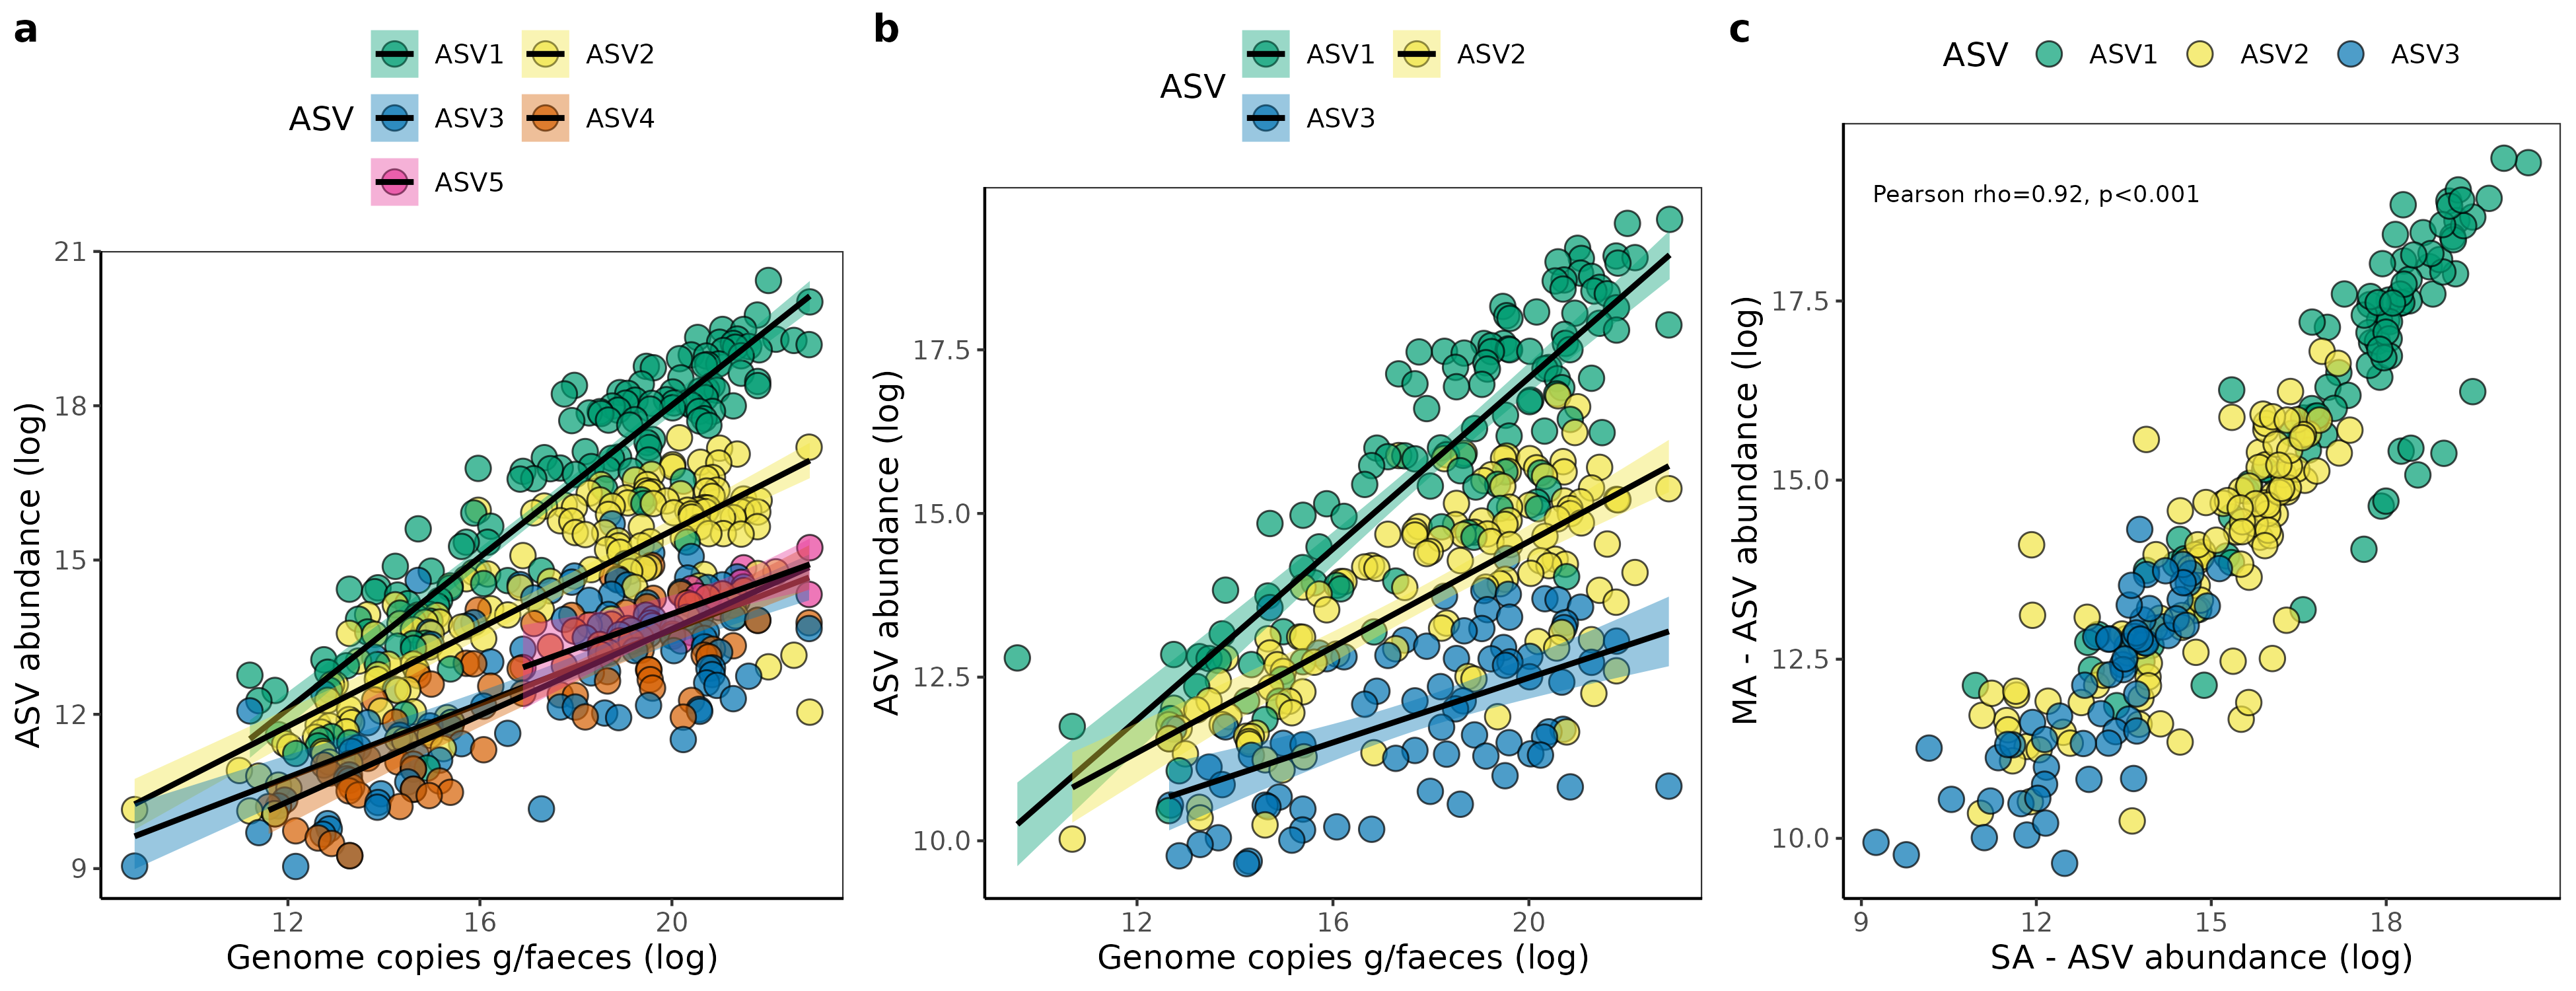 a
ASV
ASV1
ASV2
ASV3
ASV4
ASV5
ASV abundance (log)
21
18
15
12
9
12
16
20
Genome copies g/faeces (log)
b
ASV
ASV1
ASV2
ASV3
ASV abundance (log)
17.5
15.0
12.5
10.0
12
16
20
Genome copies g/faeces (log)
c
ASV
ASV1
ASV2
ASV3
Pearson rho=0.92, p<0.001
MA - ASV abundance (log)
17.5
15.0
12.5
10.0
9
12
15
18
SA - ASV abundance (log)